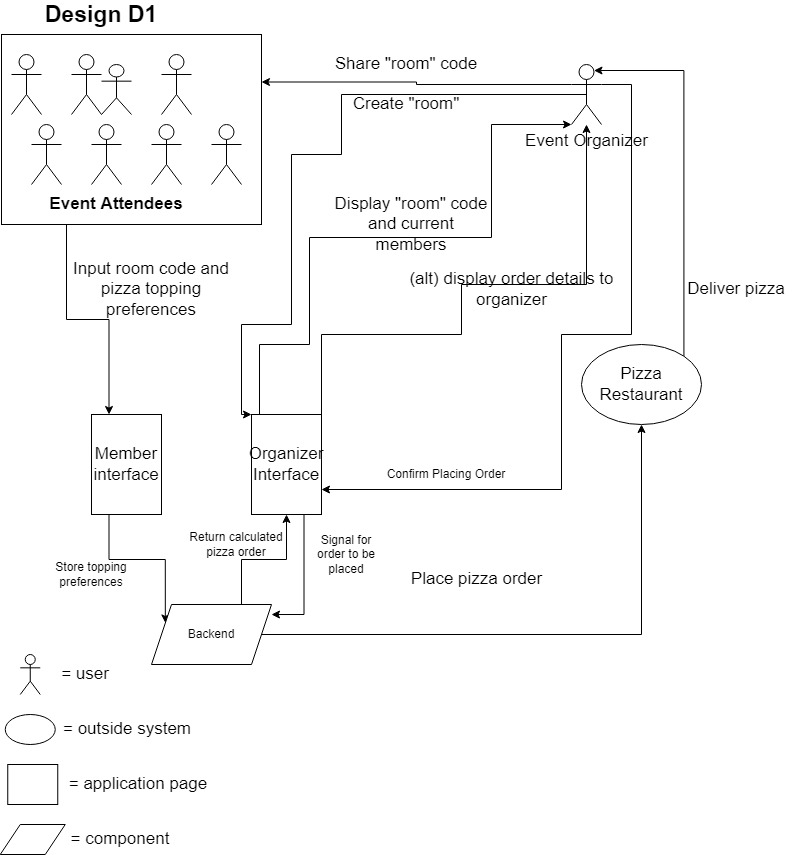 Design D1
Share "room" code
Create "room"
Event Organizer
Event Attendees
Display "room" code
and current
members
Input room code and
pizza topping
preferences
(alt) display order details to
organizer
Deliver pizza
Pizza
Restaurant
Member
interface
Organizer
Interface
Confirm Placing Order
Return calculated
pizza order
Signal for
order to be
placed
Store topping
preferences
Place pizza order
Backend
= user
= outside system
= application page
= component